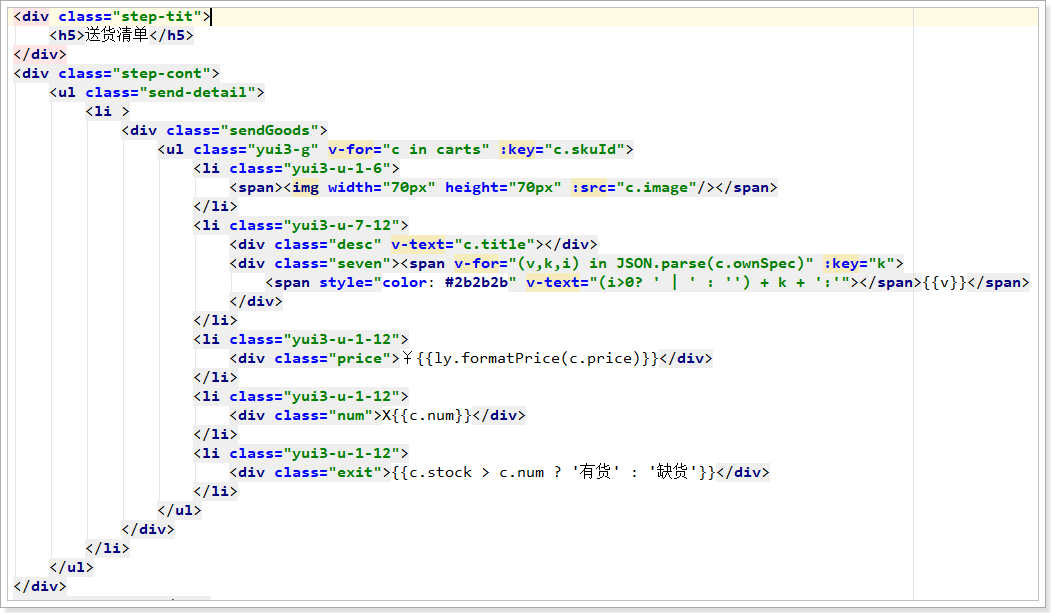 <div class="step-tit">
    <h5>送货清单</h5>
</div>
<div class="step-cont">
    <ul class="send-detail">
        <li >
            <div class="sendGoods">
                <ul class="yui3-g" v-for="c in carts" :key="c.skuId">
                    <li class="yui3-u-1-6">
                        <span><img width="70px" height="70px" :src="c.image"/></span>
                    </li>
                    <li class="yui3-u-7-12">
                        <div class="desc" v-text="c.title"></div>
                        <div class="seven"><span v-for="(v,k,i) in JSON.parse(c.ownSpec)" :key="k">
                            <span style="color: #2b2b2b" v-text="(i>0? ' | ' : '') + k + ':'"></span>{{v}}</span>
                        </div>
                    </li>
                    <li class="yui3-u-1-12">
                        <div class="price">￥{{ly.formatPrice(c.price)}}</div>
                    </li>
                    <li class="yui3-u-1-12">
                        <div class="num">X{{c.num}}</div>
                    </li>
                    <li class="yui3-u-1-12">
                        <div class="exit">{{c.stock > c.num ? '有货' : '缺货'}}</div>
                    </li>
                </ul>
            </div>
        </li>
    </ul>
</div>